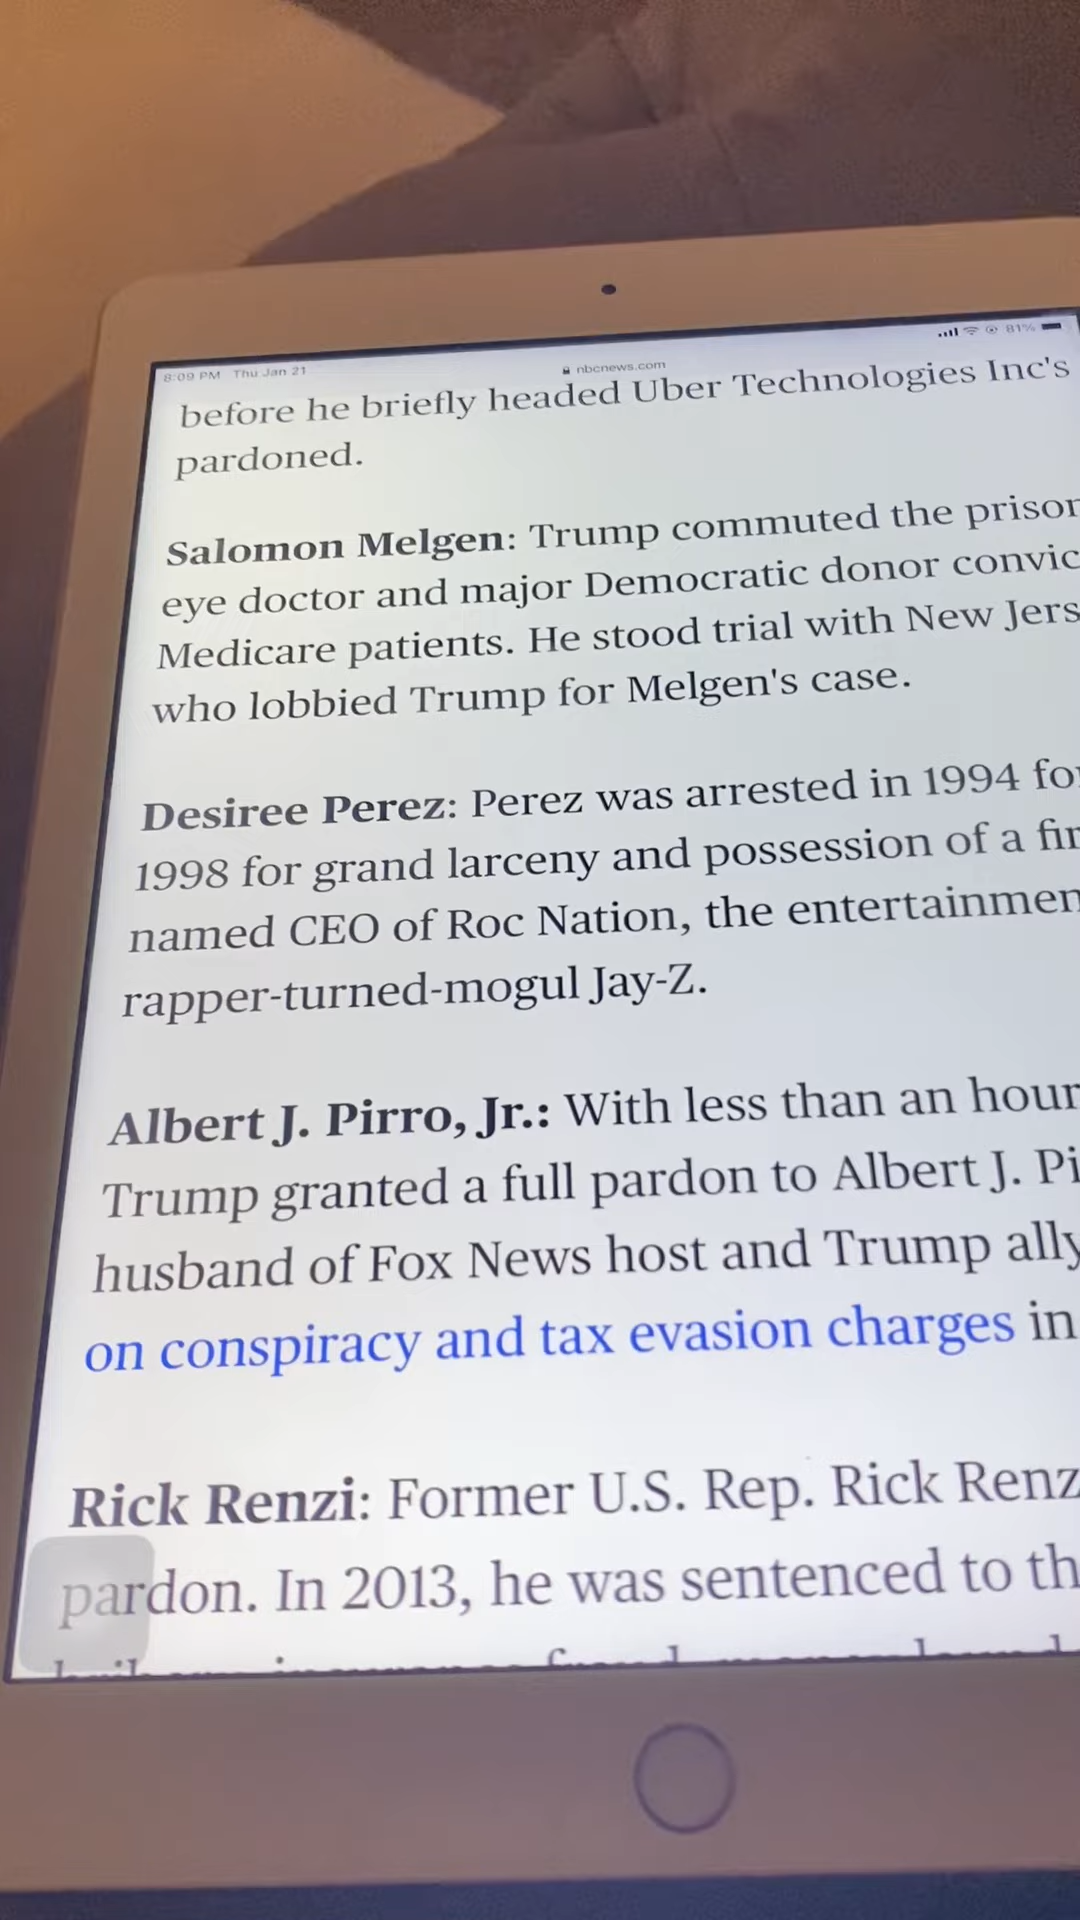 8:09 PM Thu Jan 21
nbcnews.com
81%
before he briefly headed Uber Technologies Inc's
pardoned.
Salomon Melgen: Trump commuted the prison
eye doctor and major Democratic donor convic
Medicare patients. He stood trial with New Jers
who lobbied Trump for Melgen's case.
Desiree Perez: Perez was arrested in 1994 for
1998 for grand larceny and possession of a fir
named CEO of Roc Nation, the entertainmen
rapper-turned-mogul Jay-Z.
Albert J. Pirro, Jr.: With less than an hour
Trump granted a full pardon to Albert J. Pi
husband of Fox News host and Trump ally
on conspiracy and tax evasion charges in
Rick Renzi: Former U.S. Rep. Rick Renz
pardon. In 2013, he was sentenced to th